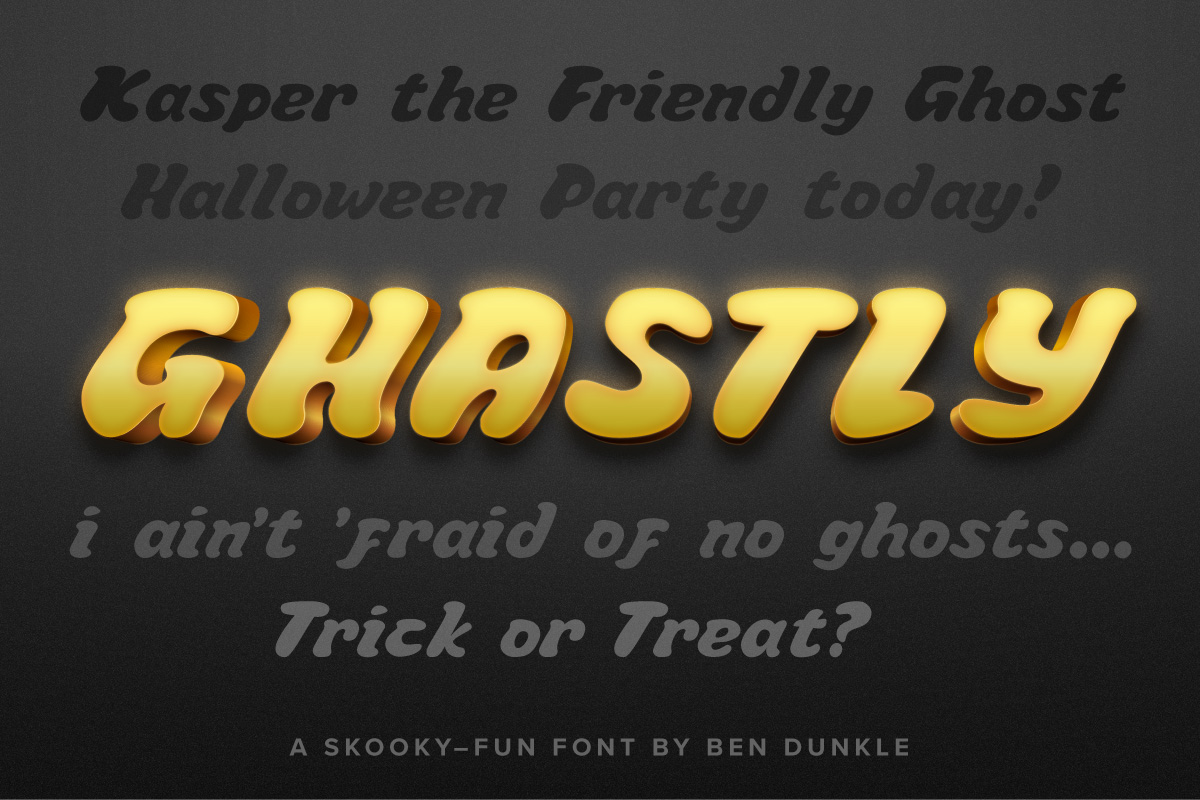 Kasper the Friendly Ghost
Halloween Party today!
GHASTLY
i ain't 'fraid of no ghosts...
Trick or Treat?
A SKOOKY–FUN FONT BY BEN DUNKLE